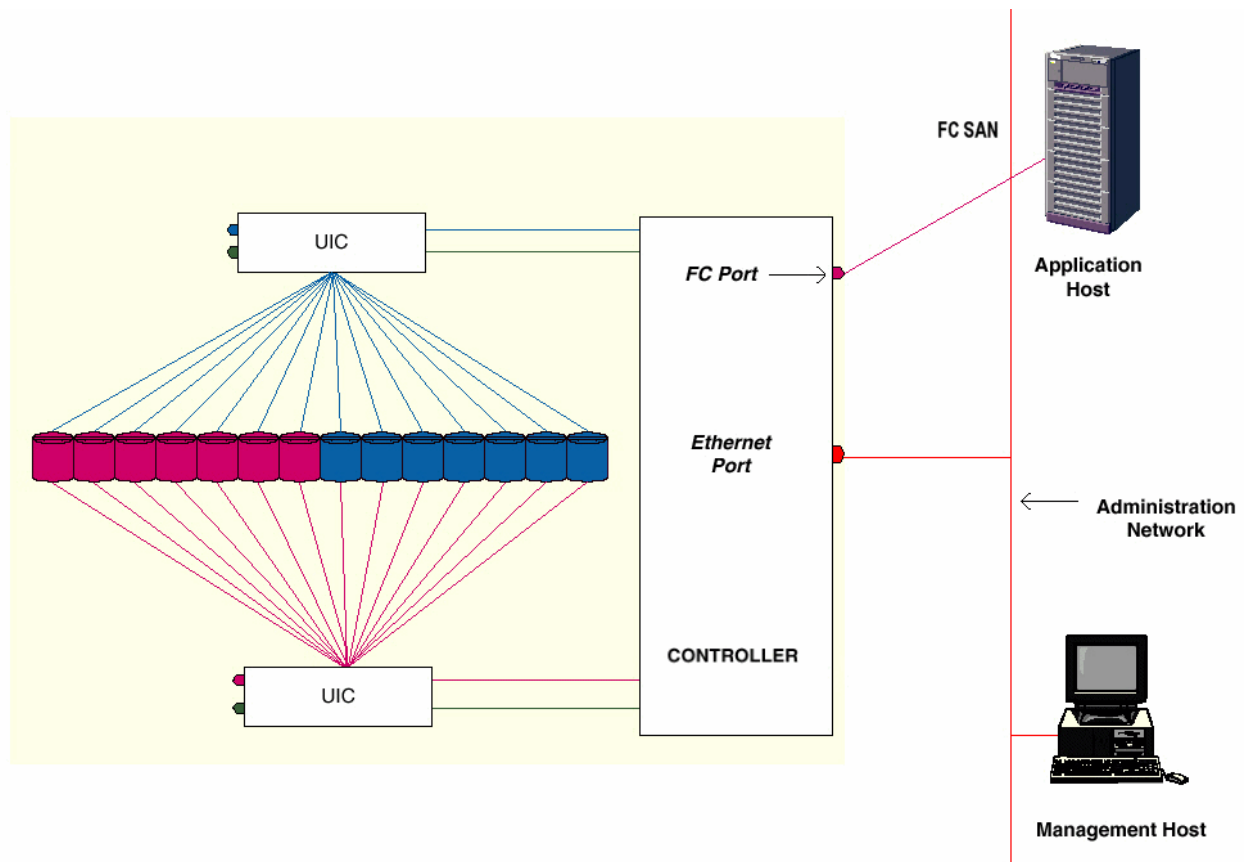 FC SAN
UIC
FC Port
Application
Host
Ethernet
Port
Administration
Network
CONTROLLER
UIC
Management Host